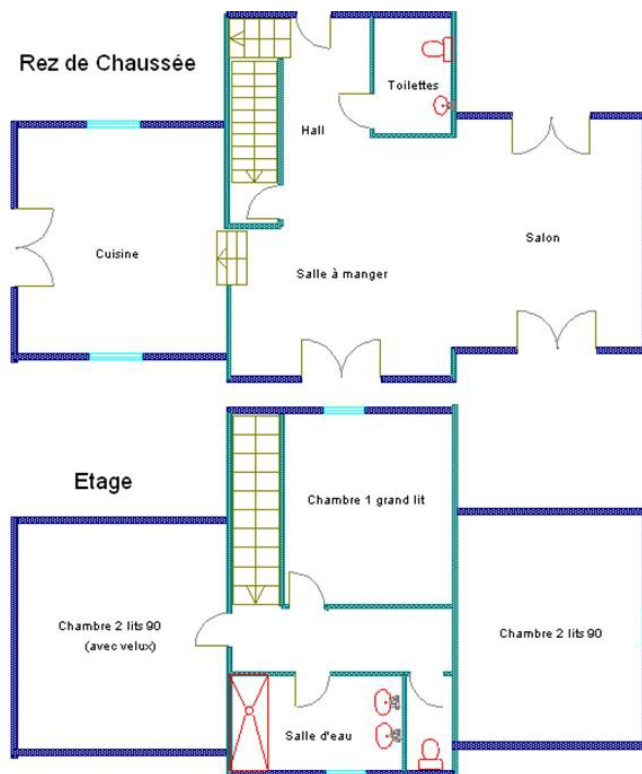 Rez de Chaussée
Toilettes
Hall
Cuisine
Salle à manger
Salon
Etage
Chambre 1 grand lit
Chambre 2 lits 90
(avec velux)
Chambre 2 lits 90
Salle d'eau